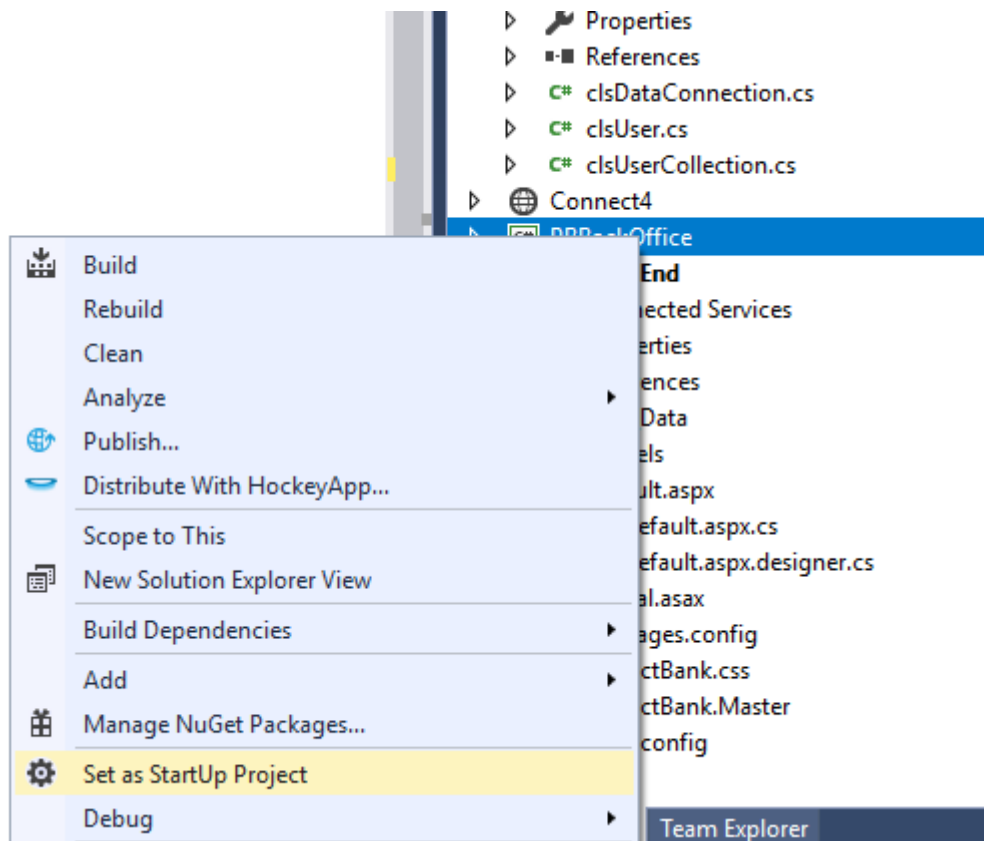 Properties
References
clsDataConnection.cs
clsUser.cs
clsUserCollection.cs
Connect4
Office
Build
End
Rebuild
ected Services
Clean
erties
Analyze
ences
Data
Publish...
els
Distribute With HockeyApp...
ult.aspx
Scope to This
efault.aspx.cs
New Solution Explorer View
efault.aspx.designer.cs
al.asax
Build Dependencies
ages.config
Add
ctBank.css
Manage NuGet Packages...
ctBank.Master
Set as StartUp Project
config
Debug
Team Explorer